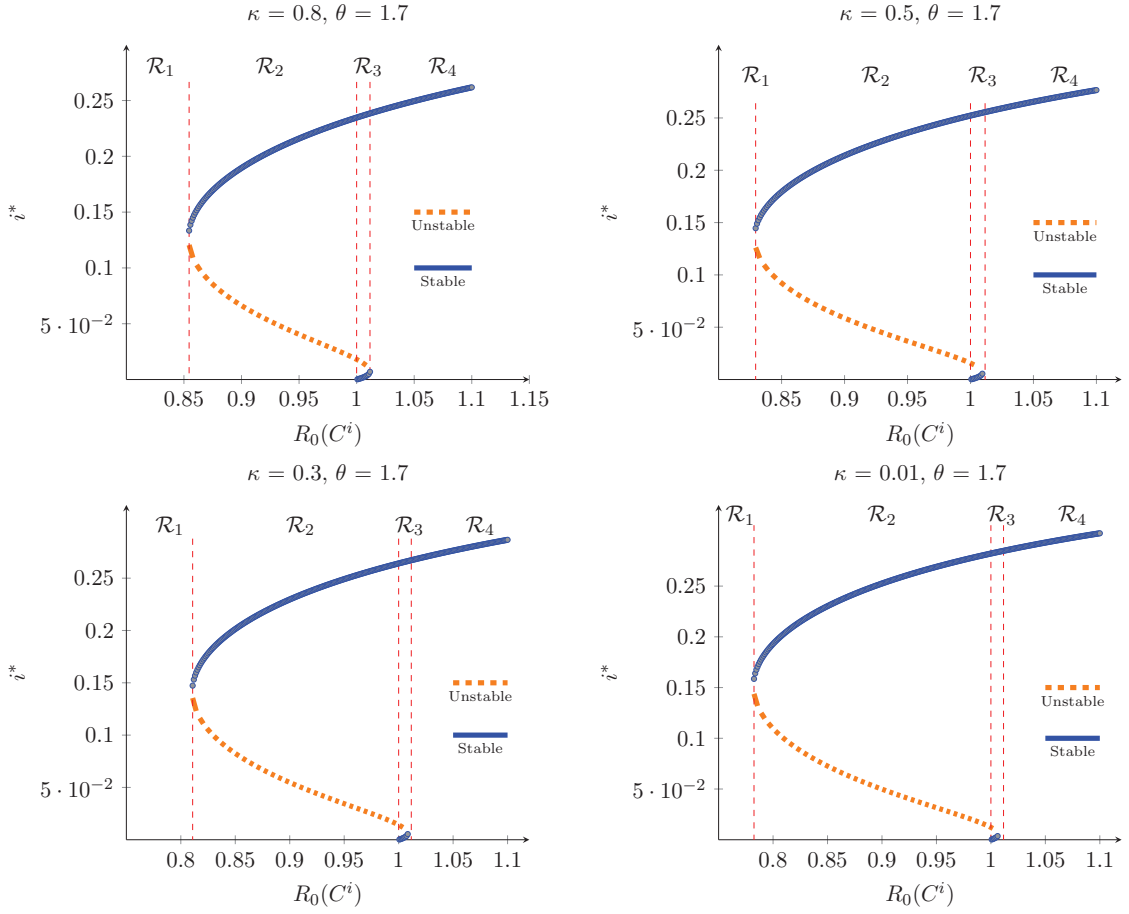 κ = 0.8, θ = 1.7
R₁ R₂ R₃ R₄
0.25
0.2
0.15
0.1
5 · 10⁻²
i*
Unstable
Stable
0.85 0.9 0.95 1 1.05 1.1 1.15
R₀(Cⁱ)
κ = 0.5, θ = 1.7
R₁ R₂ R₃ R₄
0.25
0.2
0.15
0.1
5 · 10⁻²
i*
Unstable
Stable
0.85 0.9 0.95 1 1.05 1.1
R₀(Cⁱ)
κ = 0.3, θ = 1.7
R₁ R₂ R₃ R₄
0.25
0.2
0.15
0.1
5 · 10⁻²
i*
Unstable
Stable
0.8 0.85 0.9 0.95 1 1.05 1.1
R₀(Cⁱ)
κ = 0.01, θ = 1.7
R₁ R₂ R₃ R₄
0.25
0.2
0.15
0.1
5 · 10⁻²
i*
Unstable
Stable
0.8 0.85 0.9 0.95 1 1.05 1.1
R₀(Cⁱ)